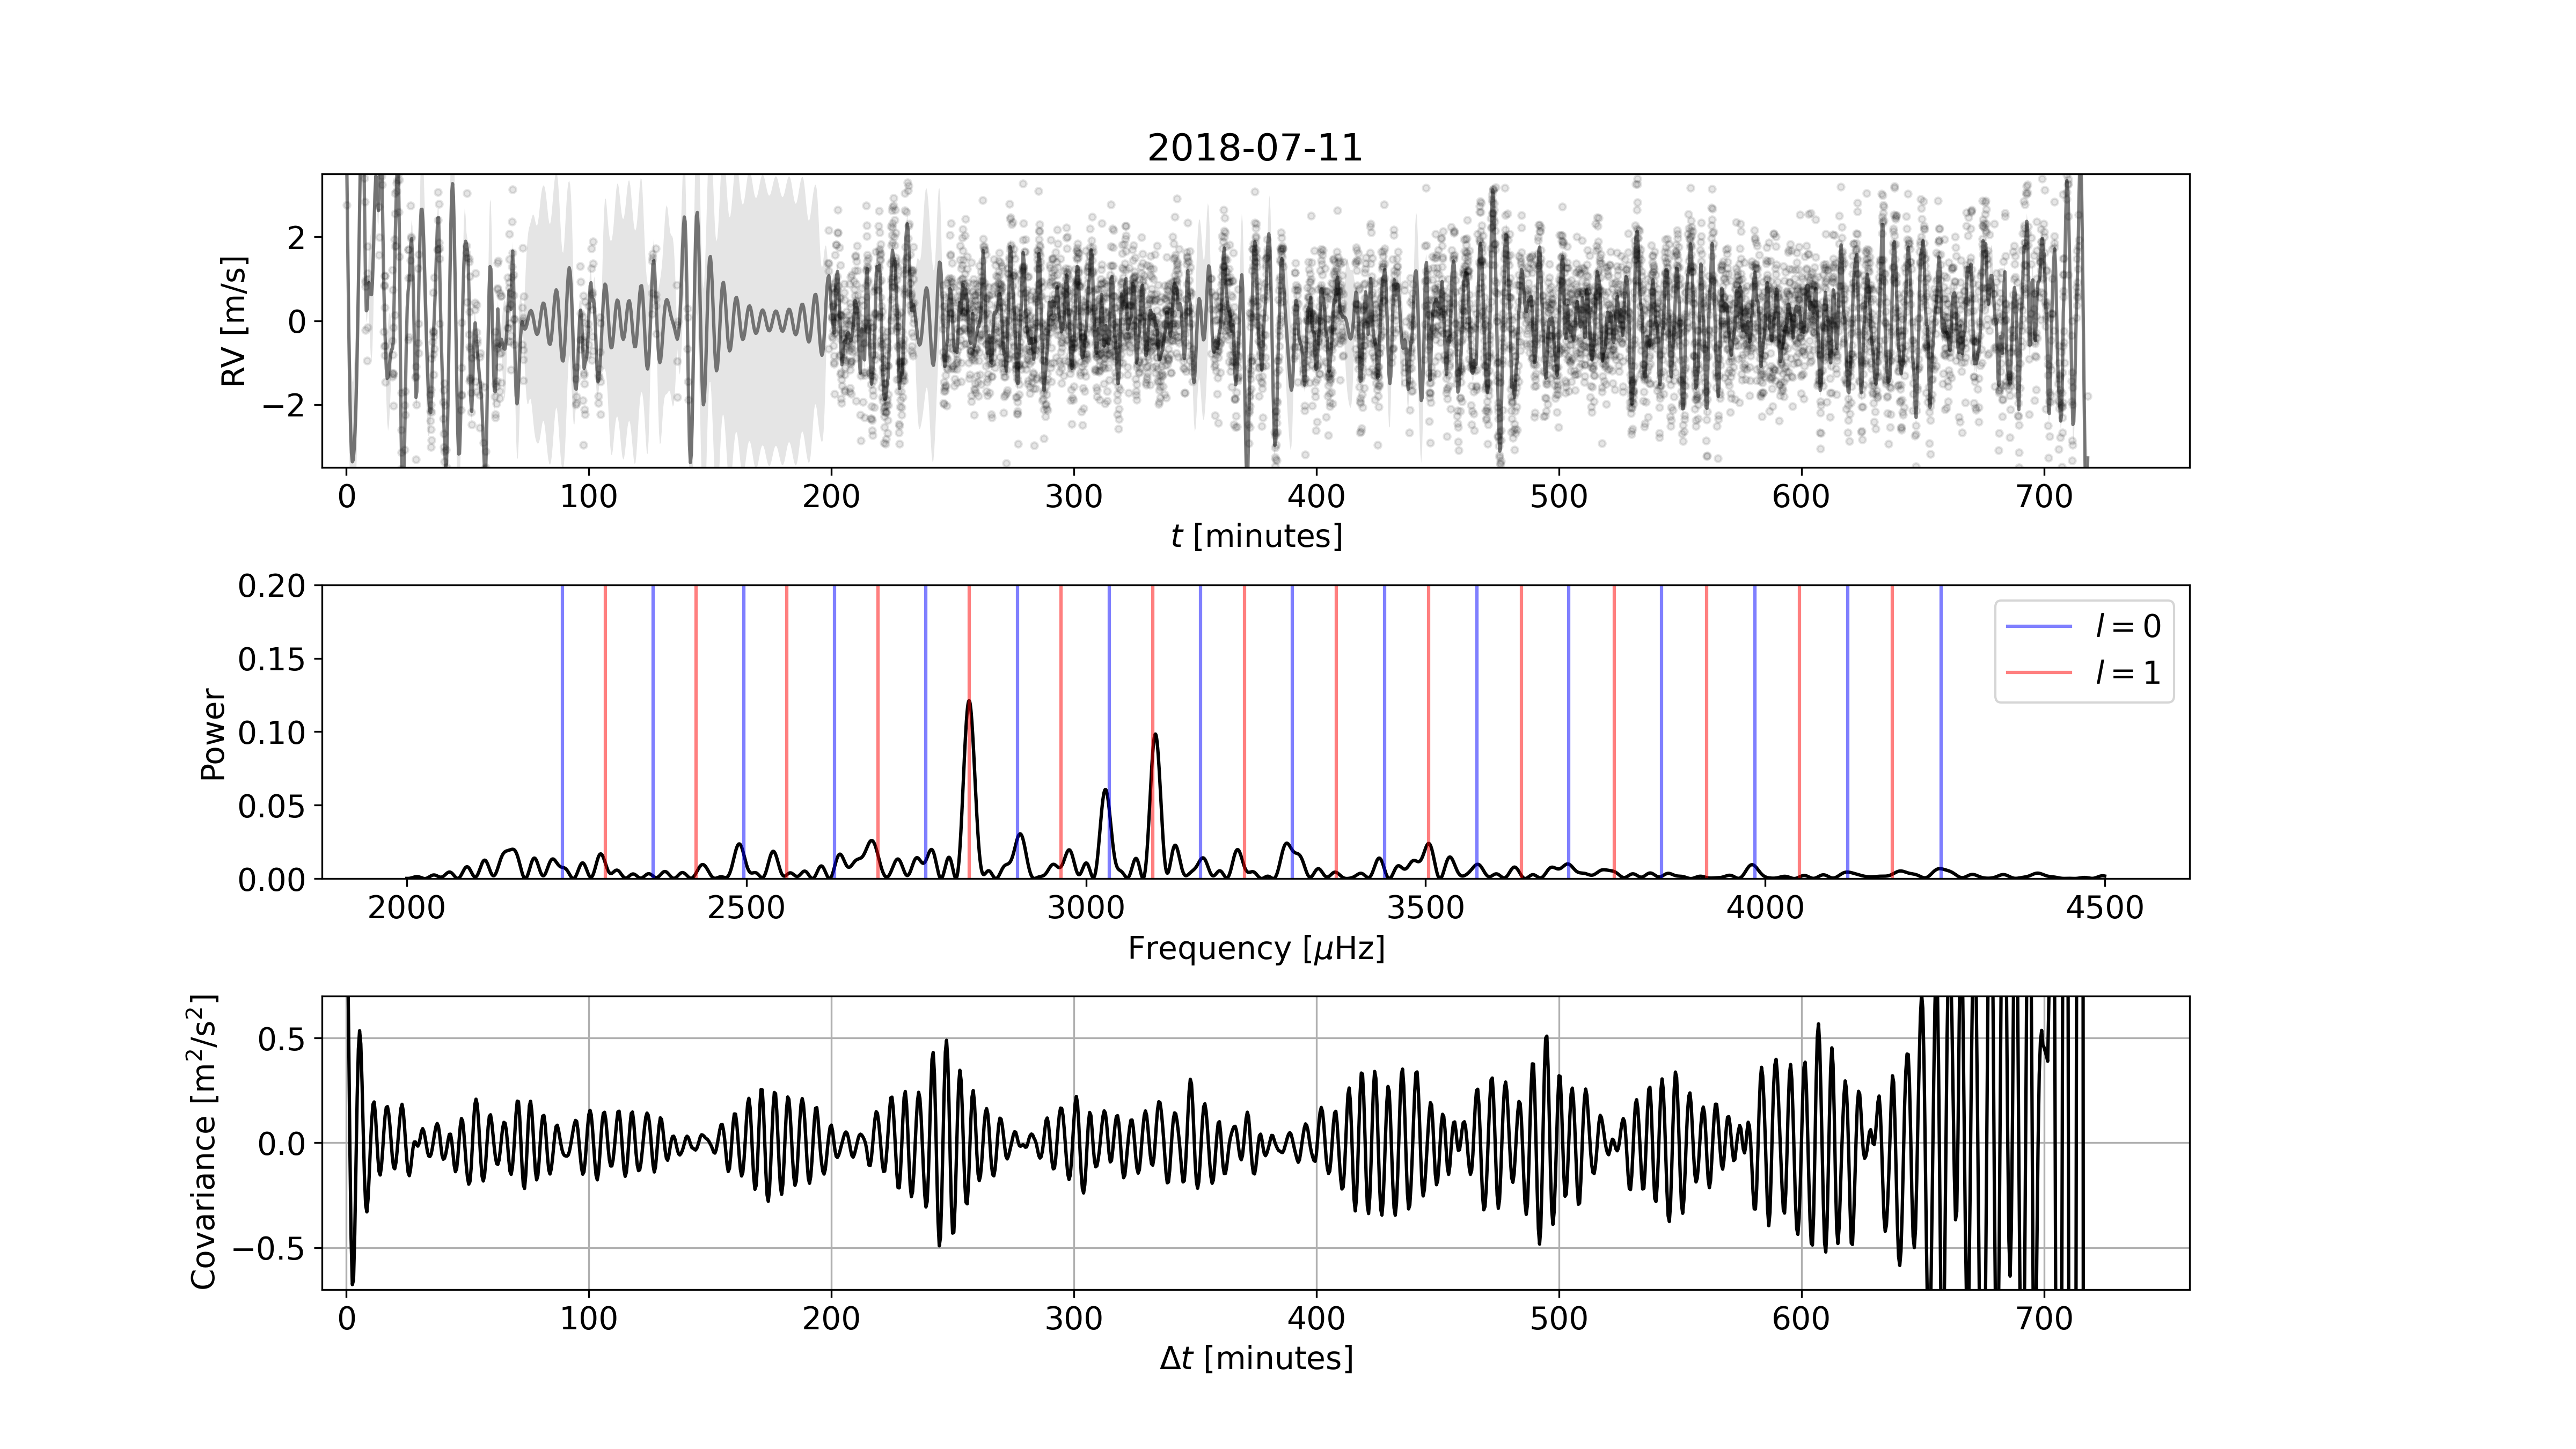 2018-07-11
RV [m/s]
2
0
−2
0 100 200 300 400 500 600 700
t [minutes]
Power
0.20
0.15
0.10
0.05
0.00
l = 0
l = 1
2000 2500 3000 3500 4000 4500
Frequency [μHz]
Covariance [m²/s²]
0.5
0.0
−0.5
0 100 200 300 400 500 600 700
Δt [minutes]